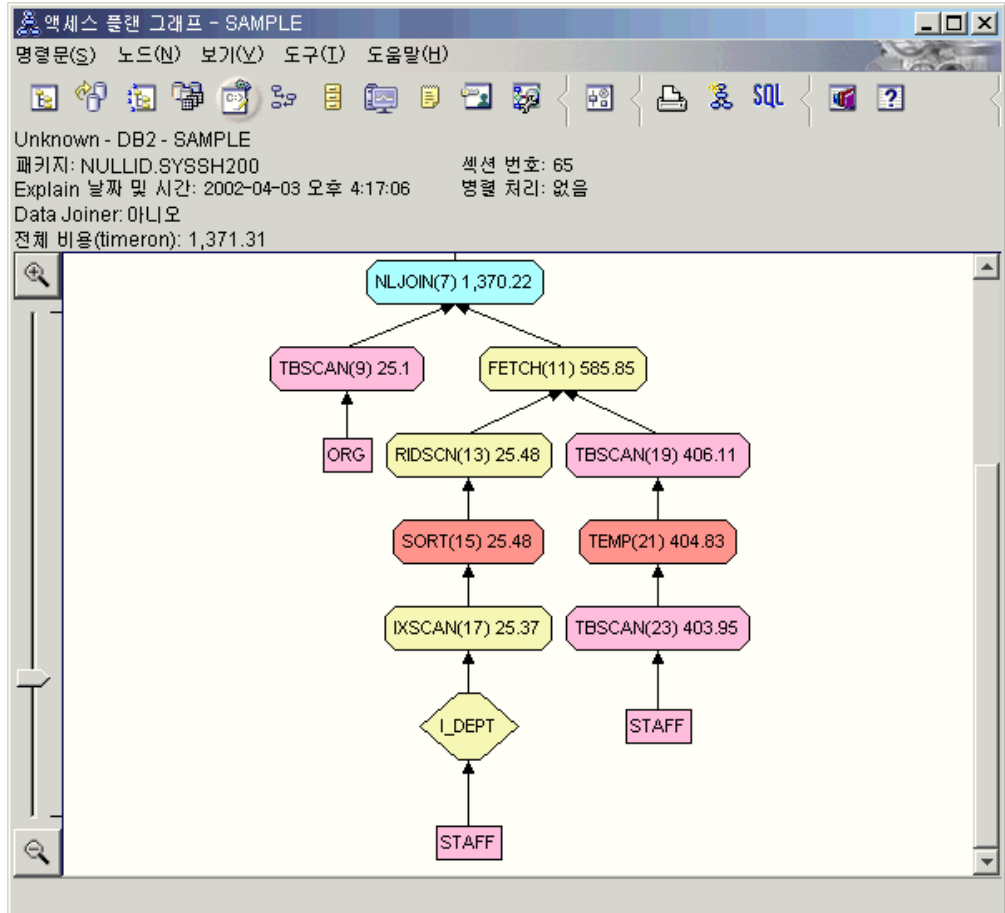 액세스 플랜 그래프 - SAMPLE
명령문(S) 노드(N) 보기(V) 도구(T) 도움말(H)
SQL
Unknown - DB2 - SAMPLE
패키지: NULLID.SYSSH200 섹션 번호: 65
Explain 날짜 및 시간: 2002-04-03 오후 4:17:06 병렬 처리: 없음
Data Joiner: 아니오
전체 비용(timeron): 1,371.31
NLJOIN(7) 1,370.22
TBSCAN(9) 25.1 FETCH(11) 585.85
ORG RIDSCN(13) 25.48 TBSCAN(19) 406.11
SORT(15) 25.48 TEMP(21) 404.83
IXSCAN(17) 25.37 TBSCAN(23) 403.95
I_DEPT STAFF
STAFF